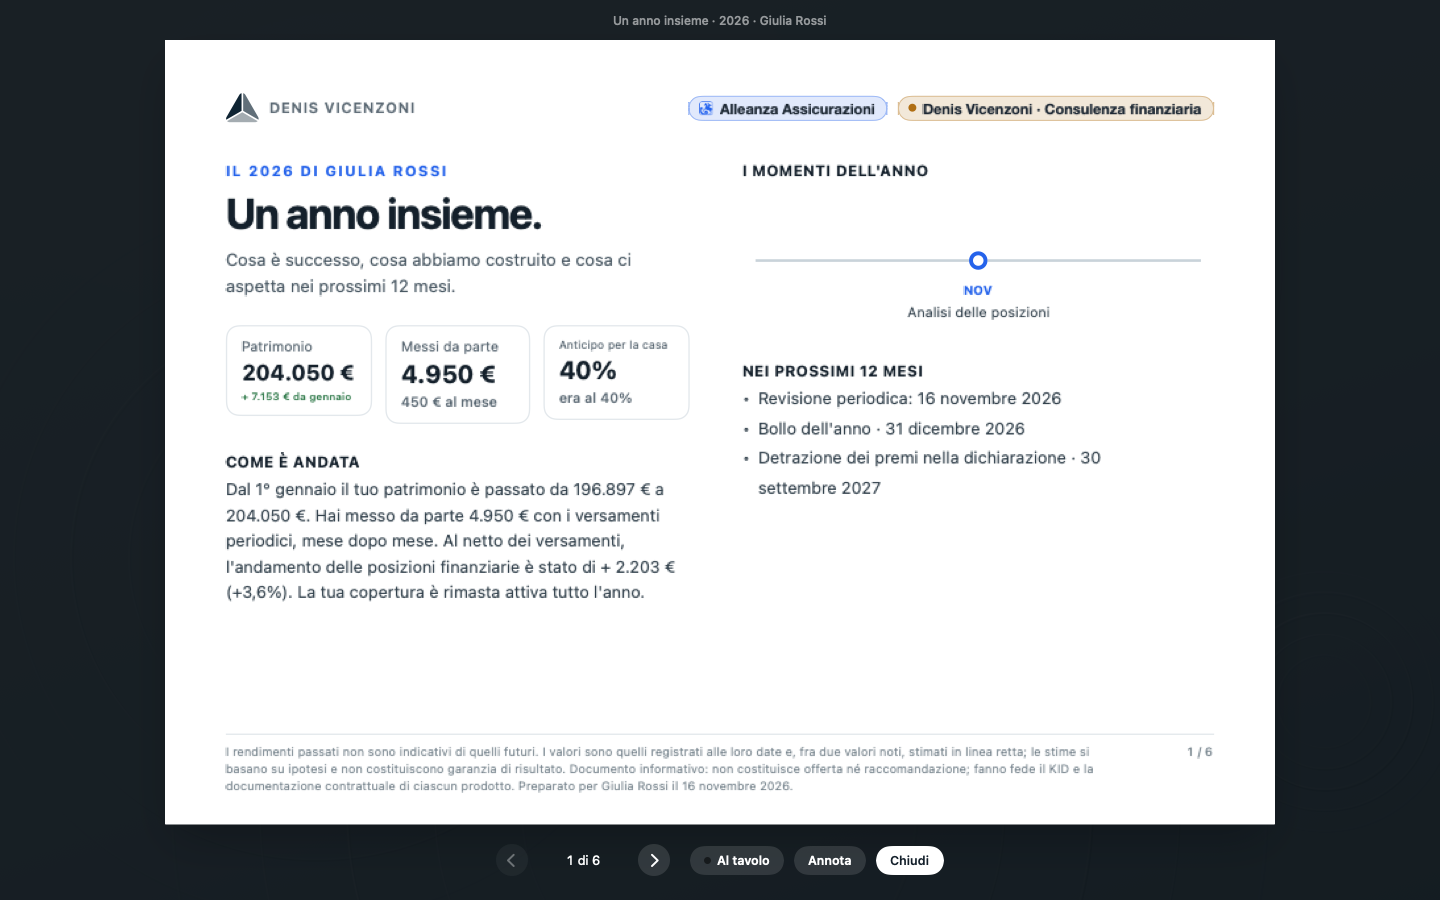 Un anno insieme · 2026 · Giulia Rossi
DENIS VICENZONI
Alleanza Assicurazioni
Denis Vicenzoni · Consulenza finanziaria
IL 2026 DI GIULIA ROSSI
Un anno insieme.
Cosa è successo, cosa abbiamo costruito e cosa ci
aspetta nei prossimi 12 mesi.
Patrimonio
204.050 €
+ 7.153 € da gennaio
Messi da parte
4.950 €
450 € al mese
Anticipo per la casa
40%
era al 40%
COME È ANDATA
Dal 1° gennaio il tuo patrimonio è passato da 196.897 € a
204.050 €. Hai messo da parte 4.950 € con i versamenti
periodici, mese dopo mese. Al netto dei versamenti,
l'andamento delle posizioni finanziarie è stato di + 2.203 €
(+3,6%). La tua copertura è rimasta attiva tutto l'anno.
I MOMENTI DELL'ANNO
NOV
Analisi delle posizioni
NEI PROSSIMI 12 MESI
• Revisione periodica: 16 novembre 2026
• Bollo dell'anno · 31 dicembre 2026
• Detrazione dei premi nella dichiarazione · 30
settembre 2027
I rendimenti passati non sono indicativi di quelli futuri. I valori sono quelli registrati alle loro date e, fra due valori noti, stimati in linea retta; le stime si
basano su ipotesi e non costituiscono garanzia di risultato. Documento informativo: non costituisce offerta né raccomandazione; fanno fede il KID e la
documentazione contrattuale di ciascun prodotto. Preparato per Giulia Rossi il 16 novembre 2026.
1 / 6
1 di 6
Al tavolo
Annota
Chiudi